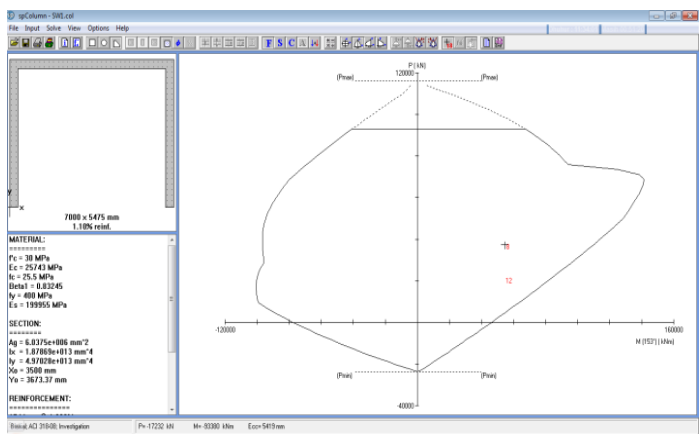 spColumn - SW1.col
File Input Solve View Options Help
F S C
y
x
7000 x 5475 mm
1.10% reinf.
MATERIAL:
=========
f'c = 30 MPa
Ec = 25743 MPa
fc = 25.5 MPa
Beta1 = 0.83245
fy = 400 MPa
Es = 199955 MPa
SECTION:
========
Ag = 6.0375e+006 mm^2
Ix = 1.87869e+013 mm^4
Iy = 4.97028e+013 mm^4
Xo = 3500 mm
Yo = 3673.37 mm
REINFORCEMENT:
==============
P ( kN)
120000
(Pmax) (Pmax)
12
-120000 160000
M (153°) ( kNm)
(Pmin) (Pmin)
-40000
Biaxial; ACI 318-08; Investigation P= -17232 kN M= -93380 kNm Ecc= 5419 mm